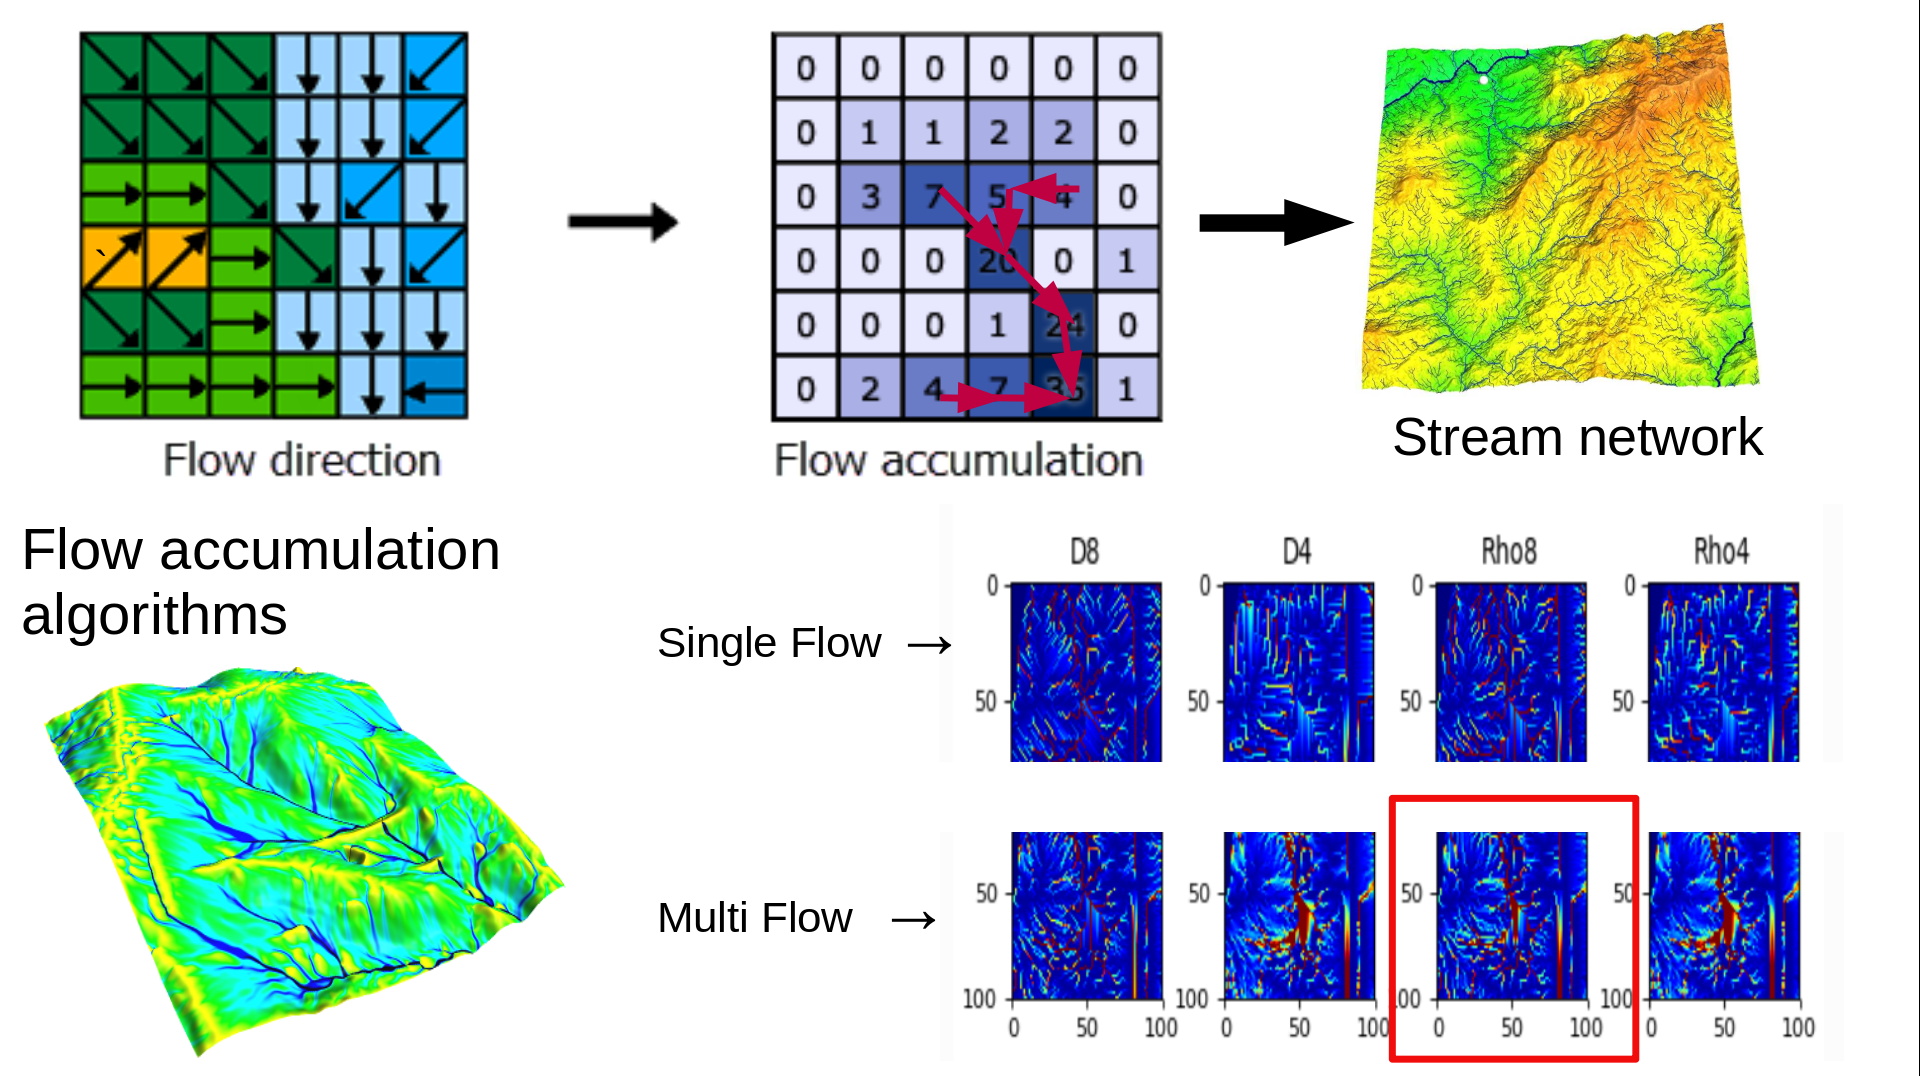 0 0 0 0 0 0
0 1 1 2 2 0
0 3 7 5 4 0
0 0 0 20 0 1
0 0 0 1 24 0
0 2 4 7 35 1
Flow direction
Flow accumulation
Stream network
Flow accumulation
algorithms
D8 D4 Rho8 Rho4
0 0 0 0
Single Flow →
50 50 50 50
50 50 50 50
Multi Flow →
100 100 00 100
0 50 100 0 50 100 0 50 100 0 50 100